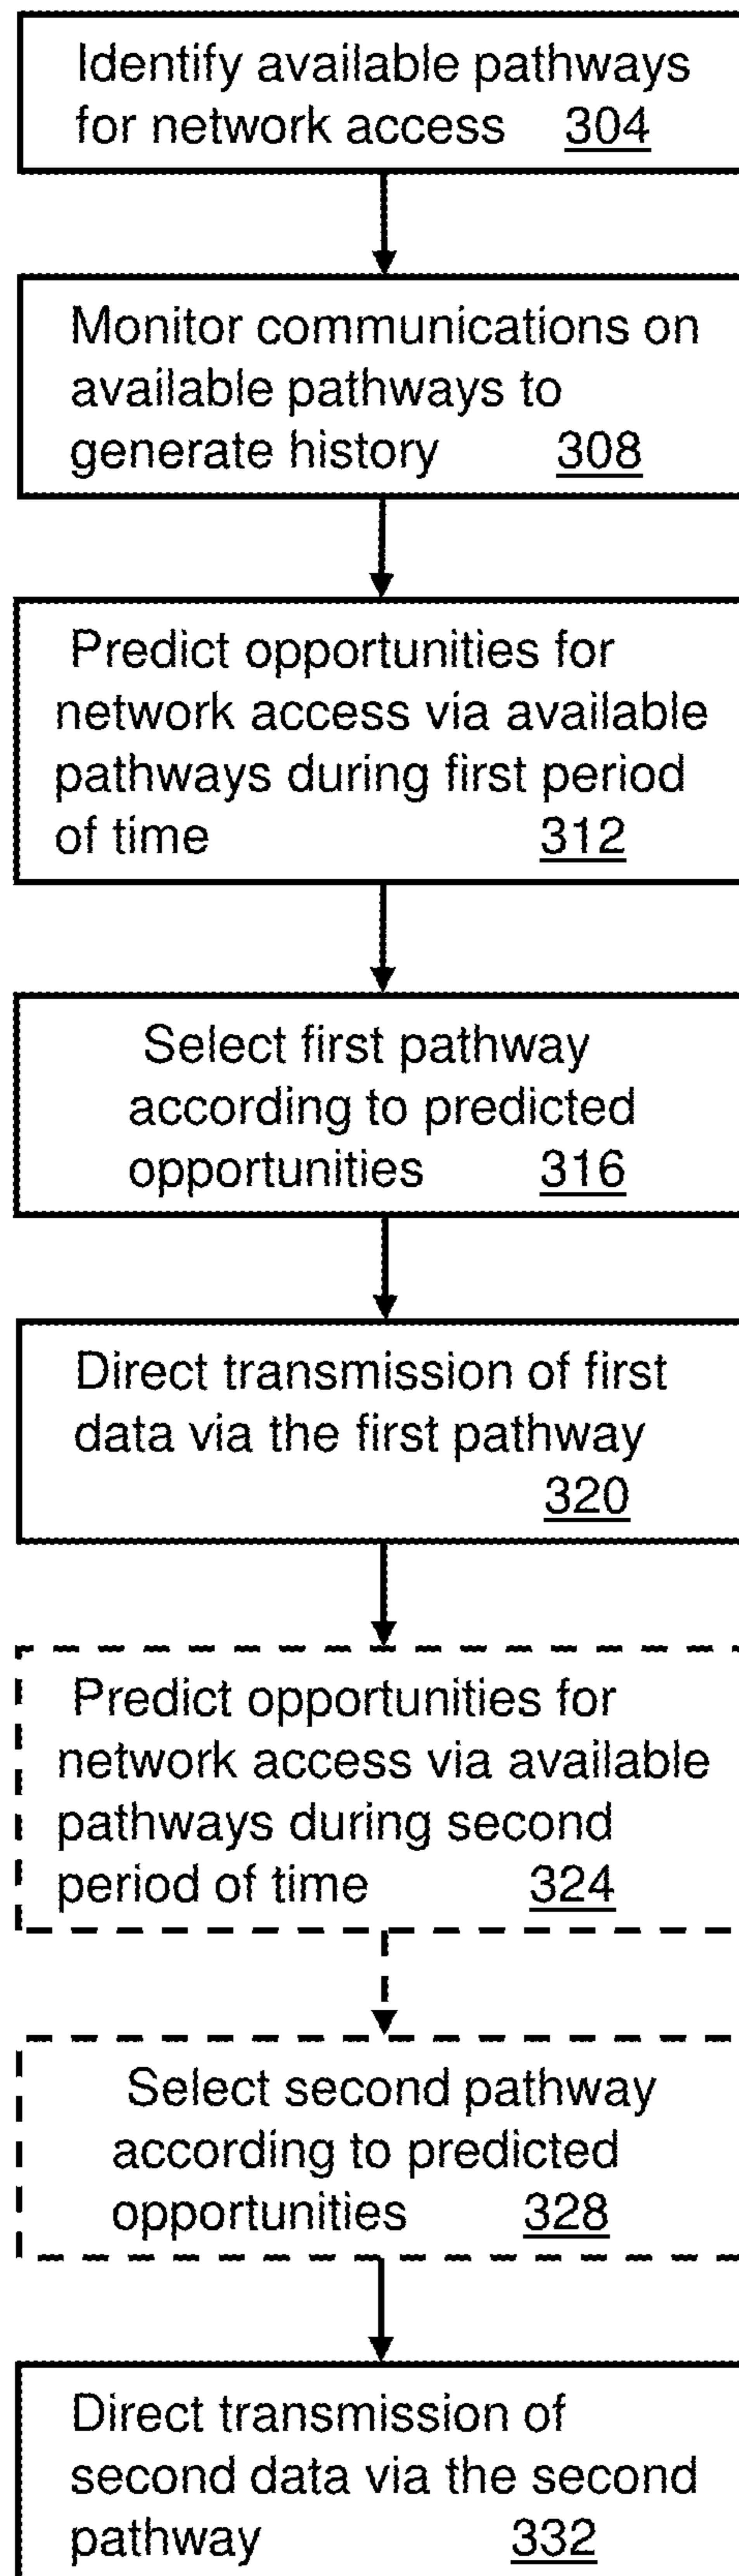 Identify available pathways
for network access 304
Monitor communications on
available pathways to
generate history 308
Predict opportunities for
network access via available
pathways during first period
of time 312
Select first pathway
according to predicted
opportunities 316
Direct transmission of first
data via the first pathway
320
Predict opportunities for
network access via available
pathways during second
period of time 324
Select second pathway
according to predicted
opportunities 328
Direct transmission of
second data via the second
pathway 332